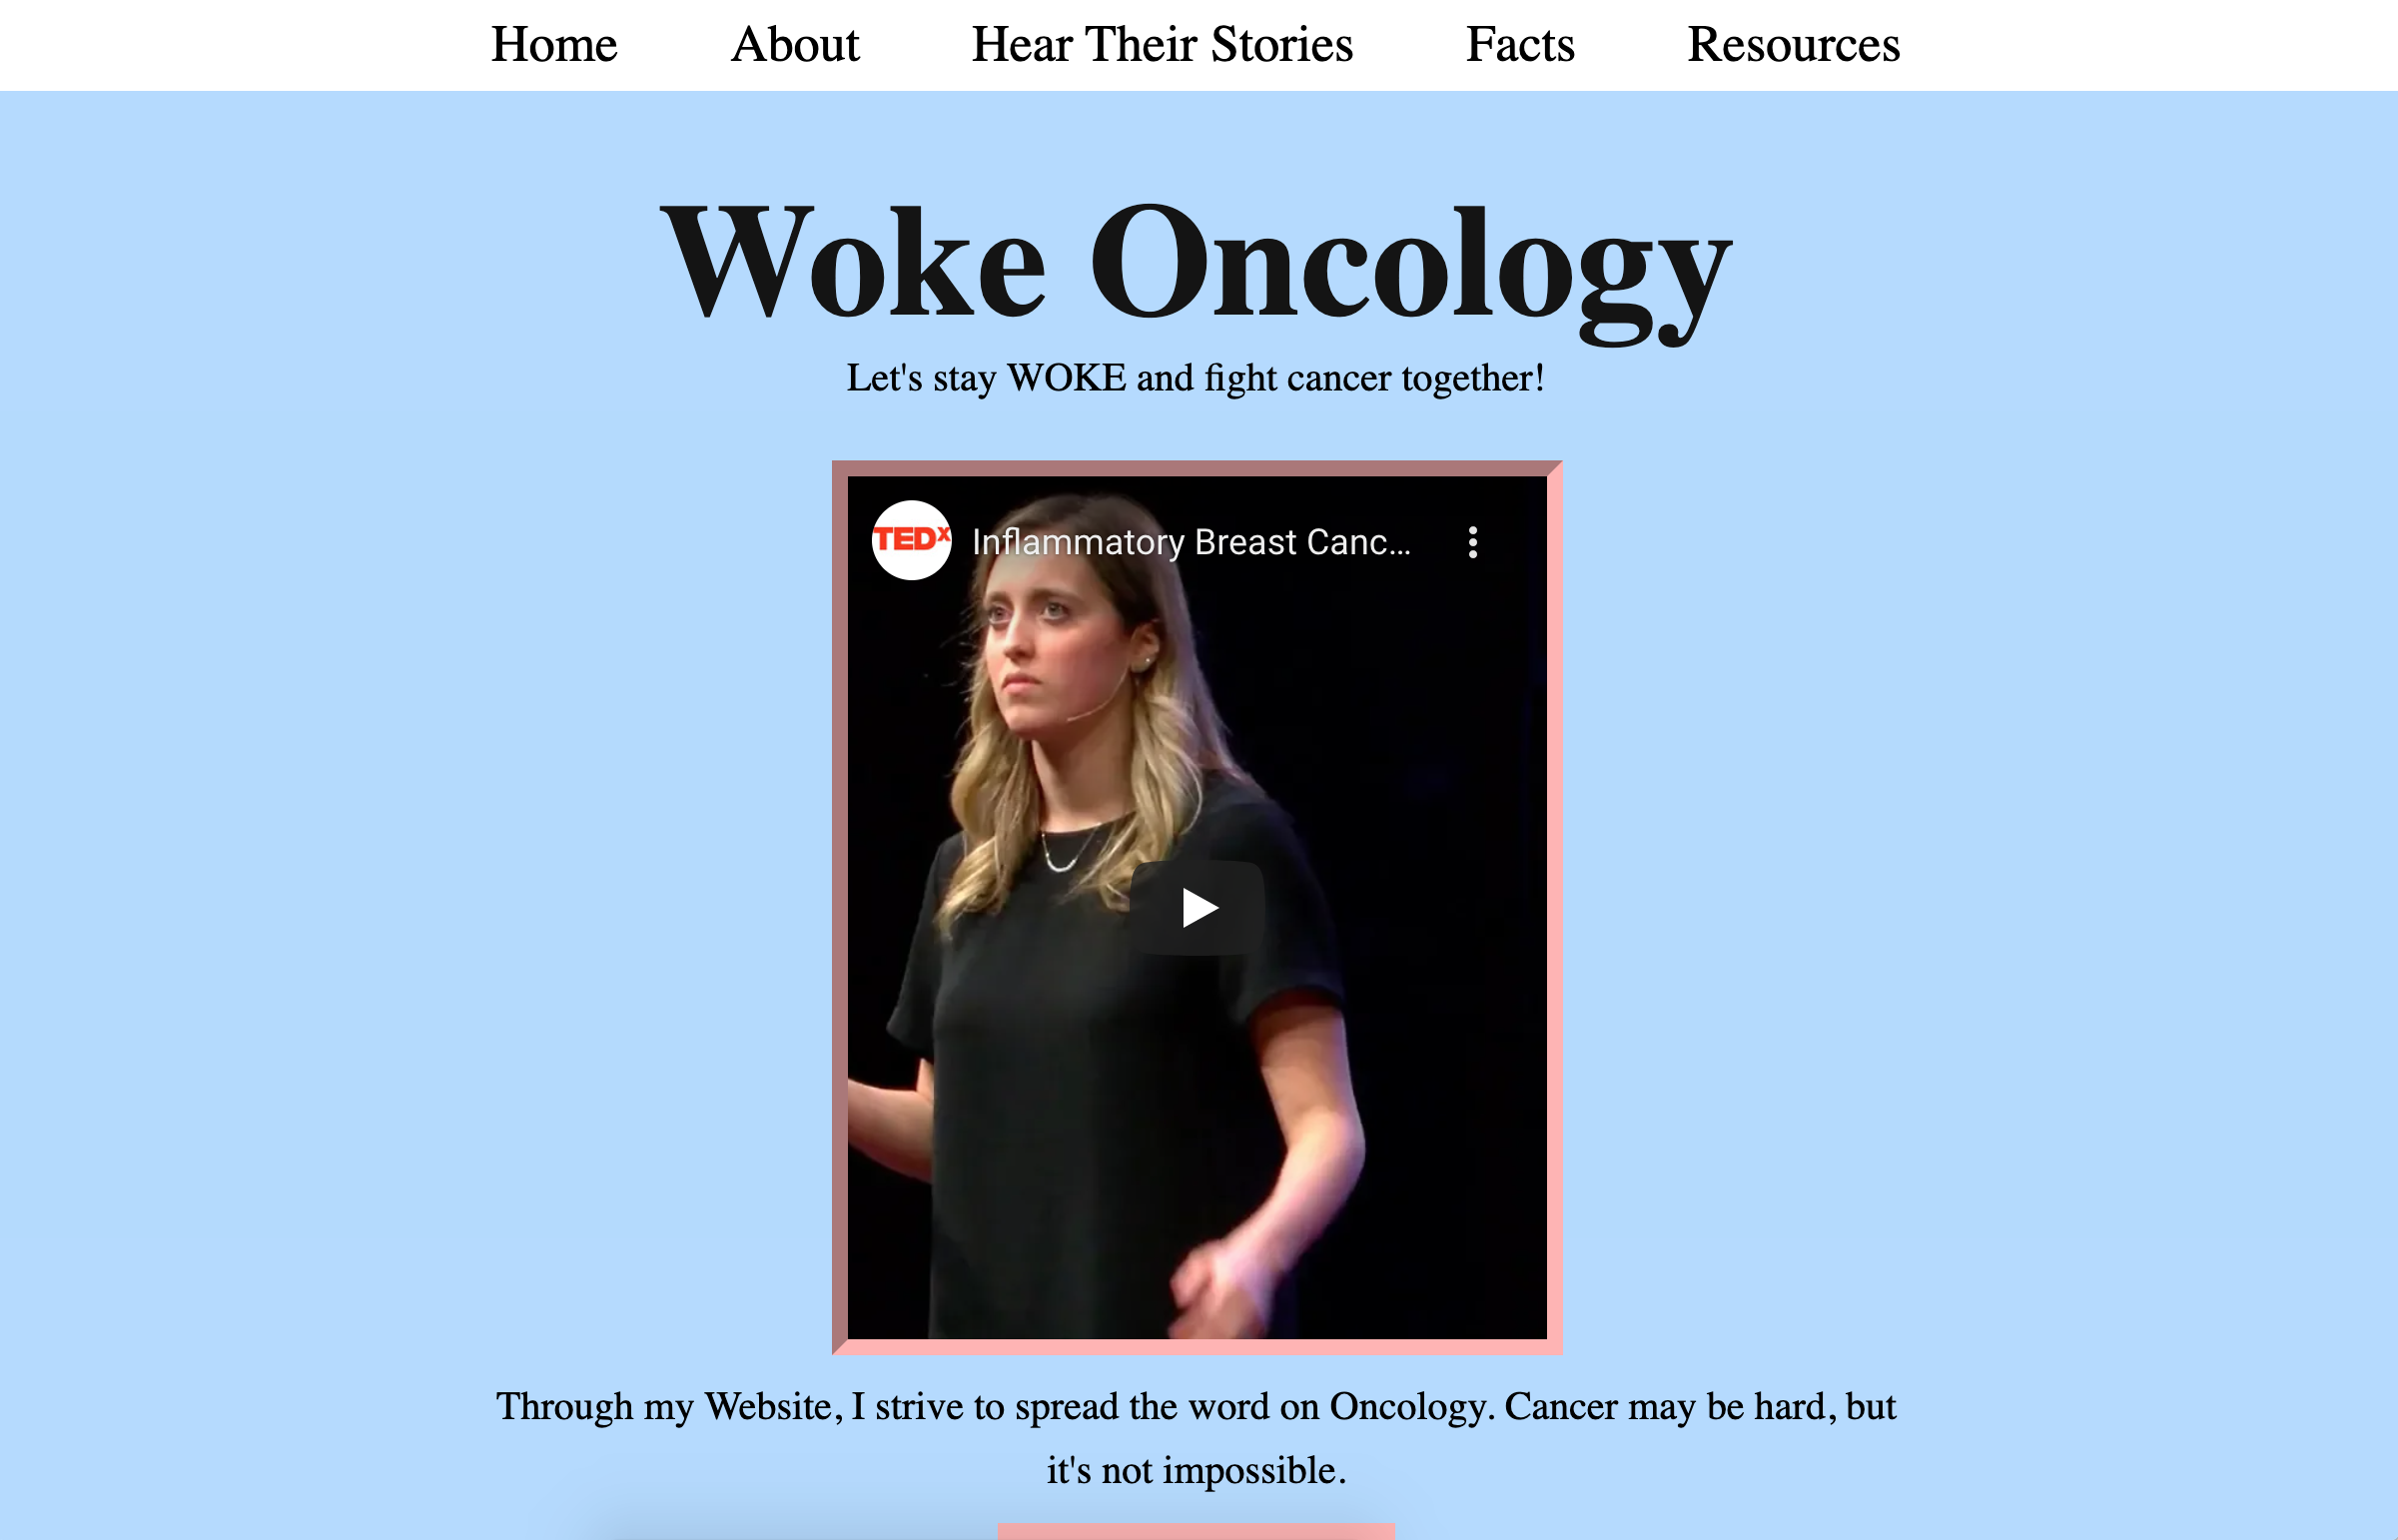 Home About Hear Their Stories Facts Resources
Woke Oncology
Let's stay WOKE and fight cancer together!
TEDx Inflammatory Breast Canc...
Through my Website, I strive to spread the word on Oncology. Cancer may be hard, but
it's not impossible.